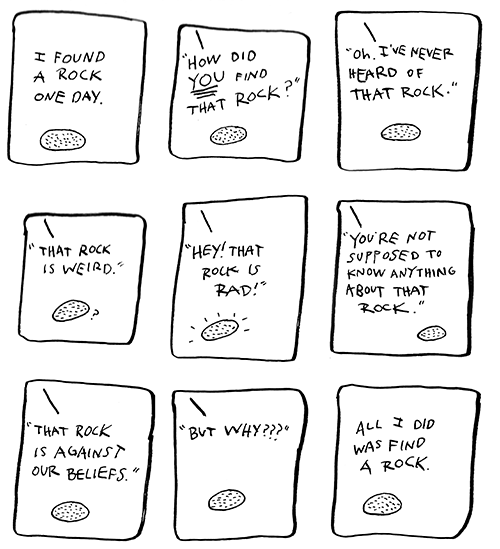 I FOUND
A ROCK
ONE DAY.
"HOW DID
YOU FIND
THAT ROCK?"
"OH. I'VE NEVER
HEARD OF
THAT ROCK."
"THAT ROCK
IS WEIRD."
?
"HEY! THAT
ROCK IS
RAD!"
"YOU'RE NOT
SUPPOSED TO
KNOW ANYTHING
ABOUT THAT
ROCK."
"THAT ROCK
IS AGAINST
OUR BELIEFS."
"BUT WHY???"
ALL I DID
WAS FIND
A ROCK.